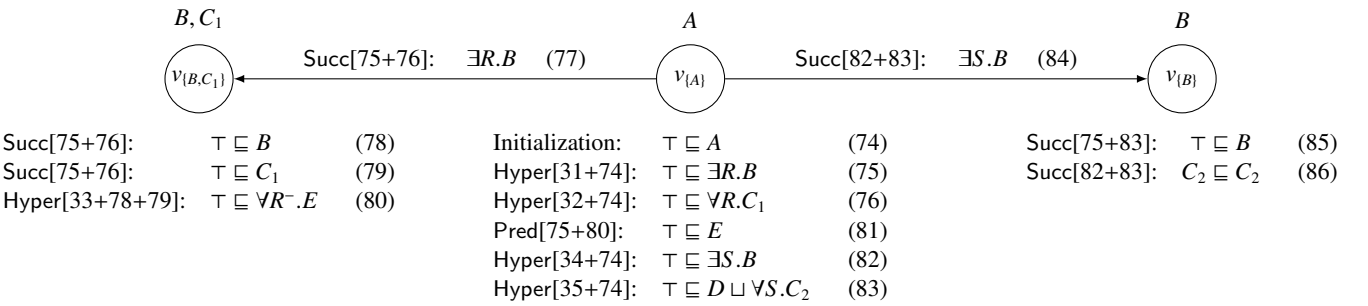 B, C₁
A
B
v{B,C₁}
Succ[75+76]: ∃R.B (77)
v{A}
Succ[82+83]: ∃S.B (84)
v{B}
Succ[75+76]: ⊤ ⊑ B (78)
Succ[75+76]: ⊤ ⊑ C₁ (79)
Hyper[33+78+79]: ⊤ ⊑ ∀R⁻.E (80)
Initialization: ⊤ ⊑ A (74)
Hyper[31+74]: ⊤ ⊑ ∃R.B (75)
Hyper[32+74]: ⊤ ⊑ ∀R.C₁ (76)
Pred[75+80]: ⊤ ⊑ E (81)
Hyper[34+74]: ⊤ ⊑ ∃S.B (82)
Hyper[35+74]: ⊤ ⊑ D ⊔ ∀S.C₂ (83)
Succ[75+83]: ⊤ ⊑ B (85)
Succ[82+83]: C₂ ⊑ C₂ (86)